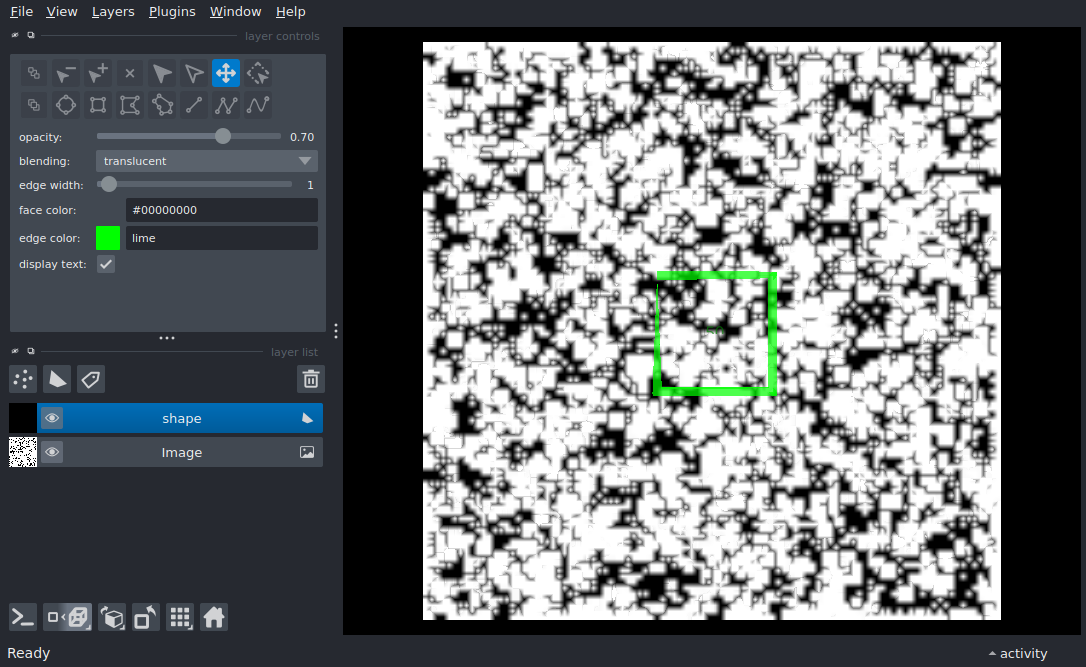 File View Layers Plugins Window Help
layer controls
opacity: 0.70
blending: translucent
edge width: 1
face color: #00000000
edge color: lime
display text:
layer list
shape
Image
Ready
activity